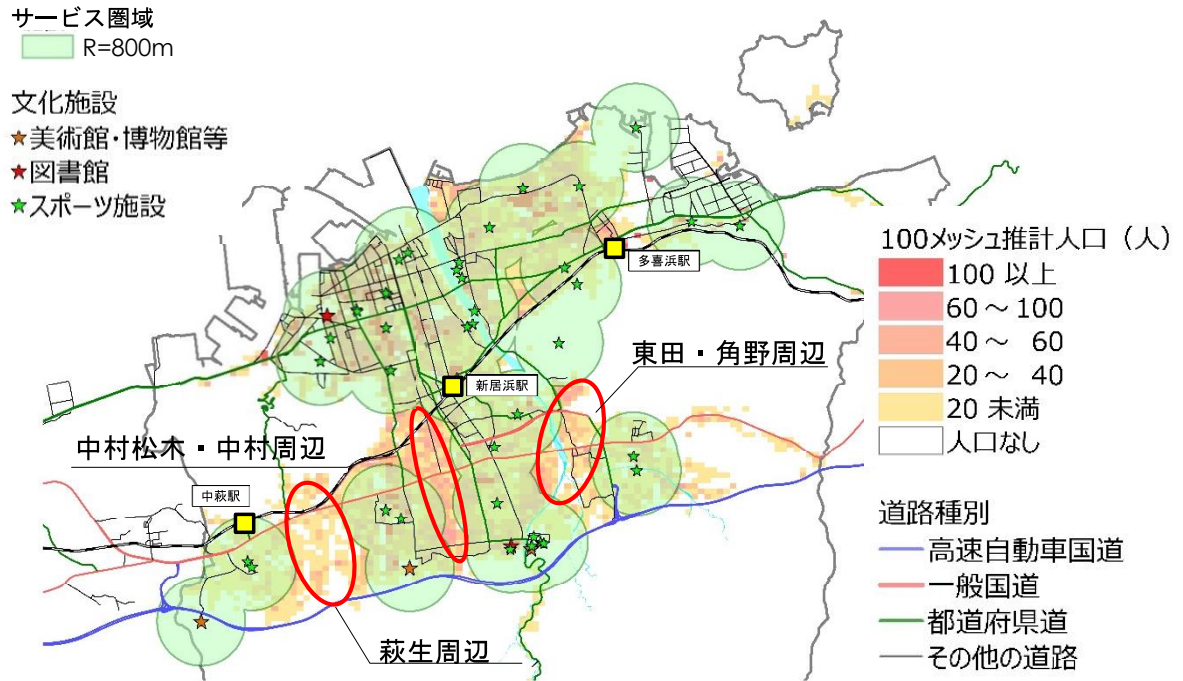 サービス圏域
R=800m
文化施設
美術館・博物館等
図書館
スポーツ施設
多喜浜駅
新居浜駅
東田・角野周辺
中村松木・中村周辺
中萩駅
萩生周辺
100メッシュ推計人口（人）
100 以上
60 ～ 100
40 ～ 60
20 ～ 40
20 未満
人口なし
道路種別
高速自動車国道
一般国道
都道府県道
その他の道路